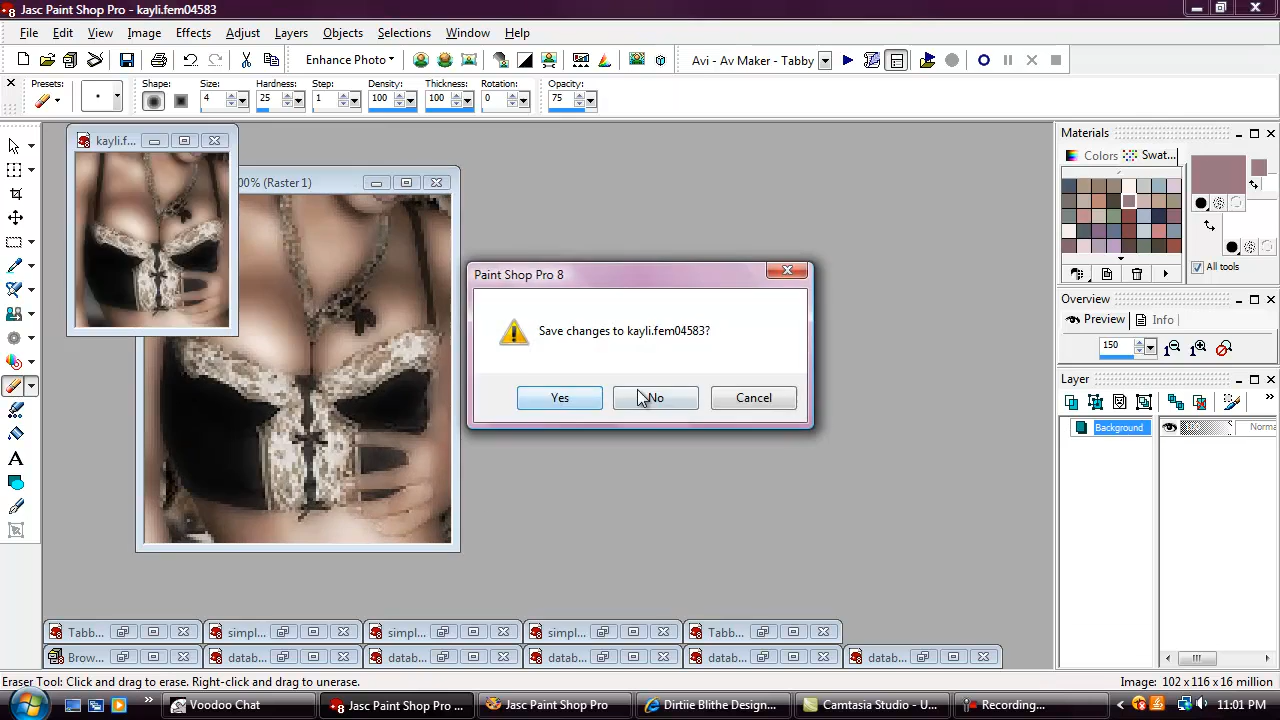 Jasc Paint Shop Pro - kayli.fem04583
File Edit View Image Effects Adjust Layers Objects Selections Window Help
Enhance Photo
Avi - Av Maker - Tabby
Presets: Shape: Size: Hardness: Step: Density: Thickness: Rotation: Opacity:
4 25 1 100 100 0 75
kayli.f...
00% (Raster 1)
Materials
Colors Swat...
All tools
Paint Shop Pro 8
Save changes to kayli.fem04583?
Yes No Cancel
Overview
Preview Info
150
Layer
Background Norma
Tabb... simpl... simpl... simpl... Tabb...
Brow... datab... datab... datab... datab... datab...
Eraser Tool: Click and drag to erase. Right-click and drag to unerase.
Image: 102 x 116 x 16 million
Voodoo Chat
8 Jasc Paint Shop Pro ...
Jasc Paint Shop Pro
Dirtiie Blithe Design...
Camtasia Studio - U...
Recording...
11:01 PM